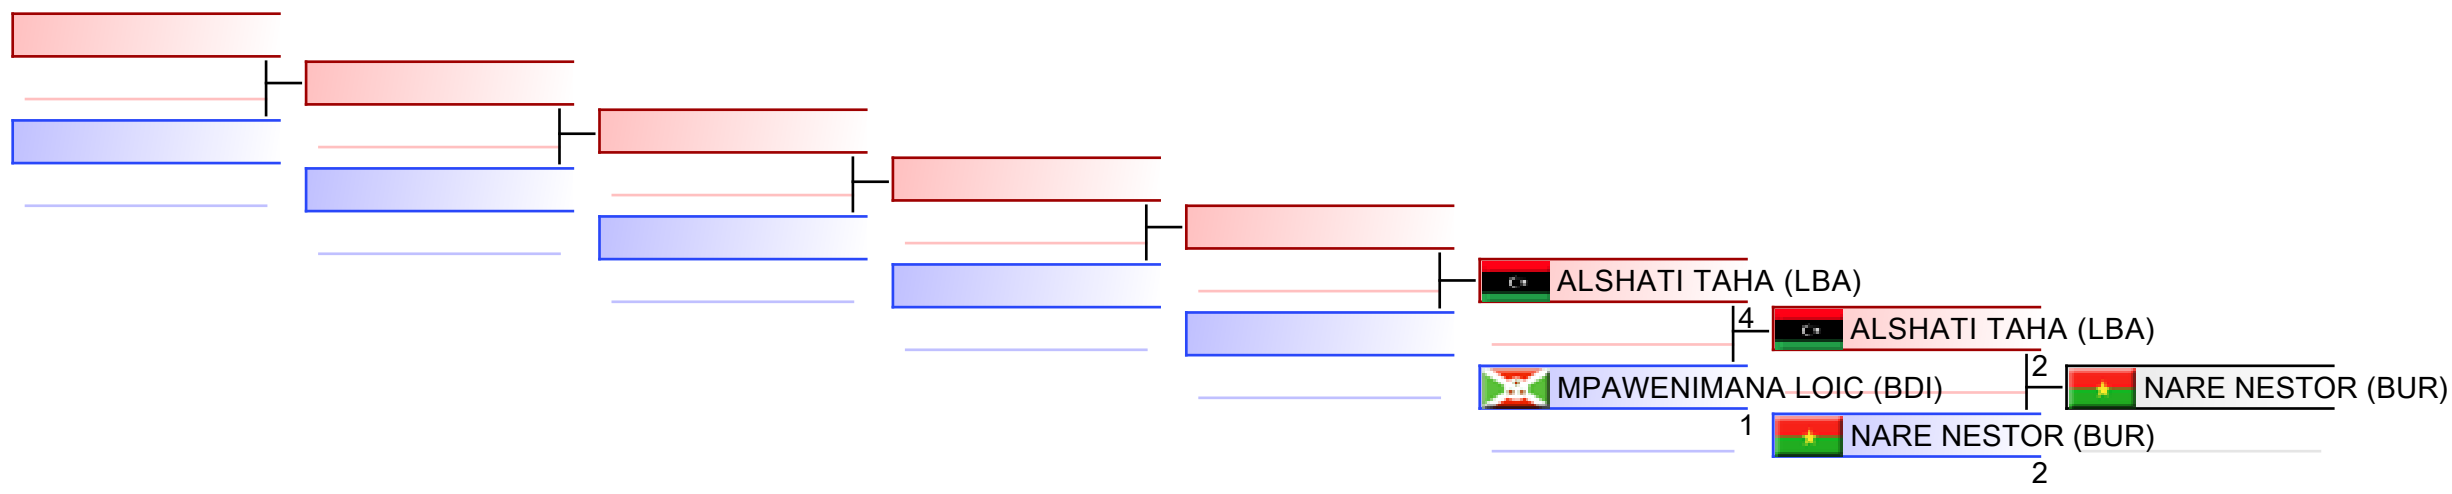 ALSHATI TAHA (LBA)
4
ALSHATI TAHA (LBA)
2
MPAWENIMANA LOIC (BDI)
NARE NESTOR (BUR)
1
NARE NESTOR (BUR)
2